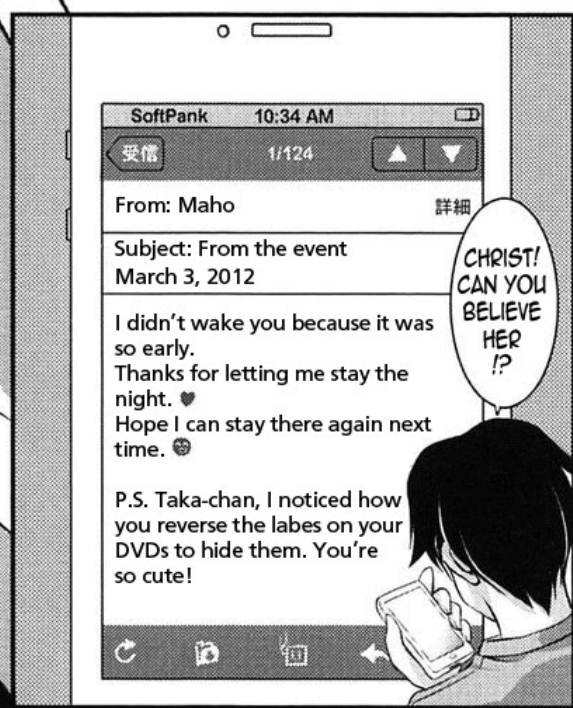 SoftPank 10:34 AM
受信 1/124
From: Maho 詳細
Subject: From the event
March 3, 2012
I didn't wake you because it was
so early.
Thanks for letting me stay the
night.
Hope I can stay there again next
time.
P.S. Taka-chan, I noticed how
you reverse the labes on your
DVDs to hide them. You're
so cute!
CHRIST!
CAN YOU
BELIEVE
HER
!?